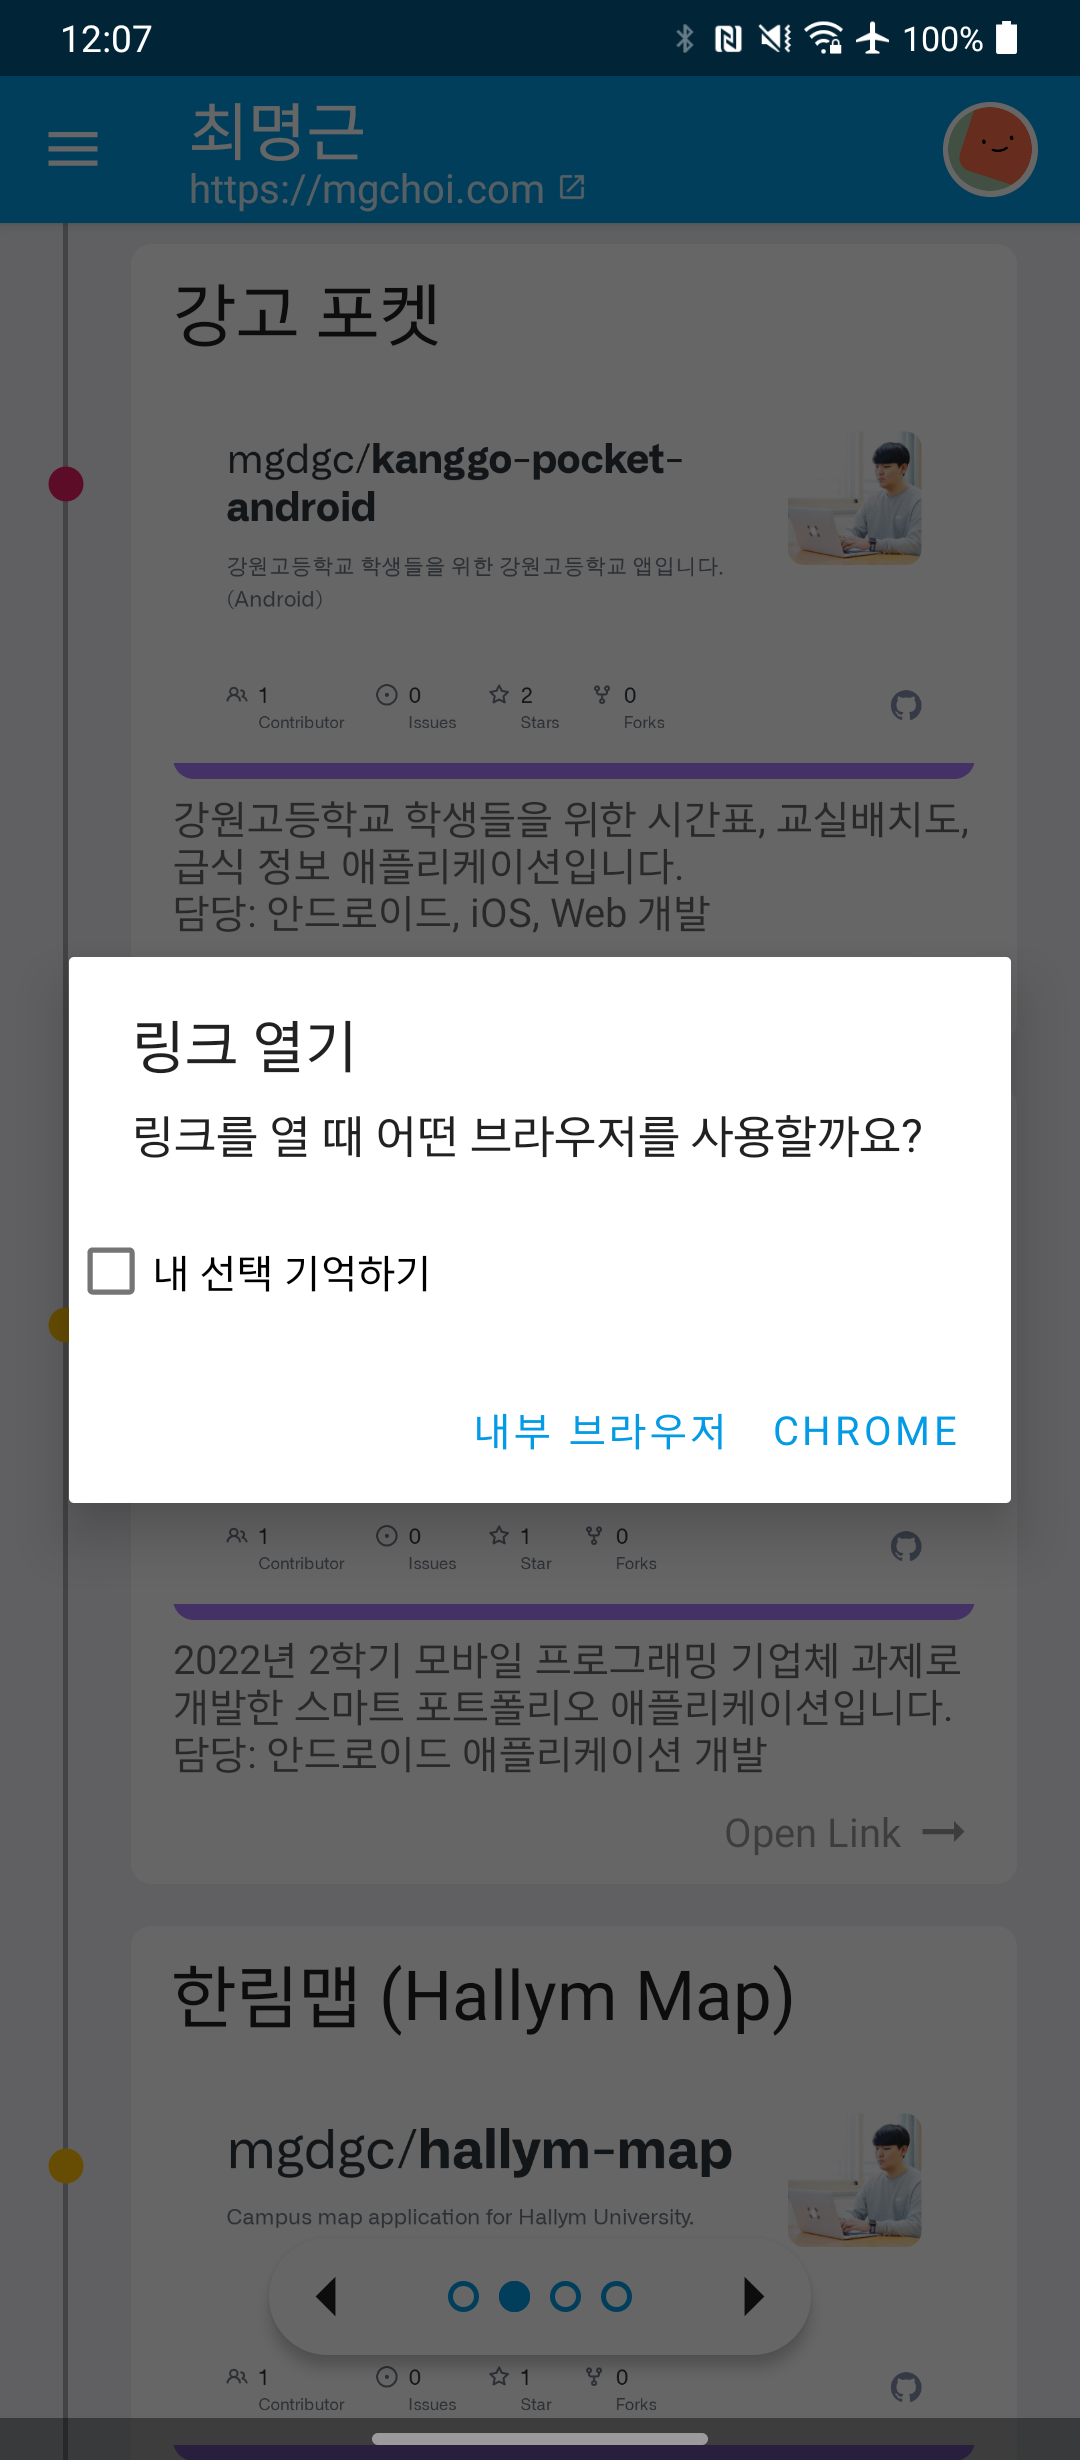 12:07
100%
최명근
https://mgchoi.com
강고 포켓
mgdgc/kanggo-pocket-
android
강원고등학교 학생들을 위한 강원고등학교 앱입니다.
(Android)
1 0 2 0
Contributor Issues Stars Forks
강원고등학교 학생들을 위한 시간표, 교실배치도,
급식 정보 애플리케이션입니다.
담당: 안드로이드, iOS, Web 개발
링크 열기
링크를 열 때 어떤 브라우저를 사용할까요?
내 선택 기억하기
내부 브라우저 CHROME
1 0 1 0
Contributor Issues Star Forks
2022년 2학기 모바일 프로그래밍 기업체 과제로
개발한 스마트 포트폴리오 애플리케이션입니다.
담당: 안드로이드 애플리케이션 개발
Open Link
한림맵 (Hallym Map)
mgdgc/hallym-map
Campus map application for Hallym University.
1 0 1 0
Contributor Issues Star Forks